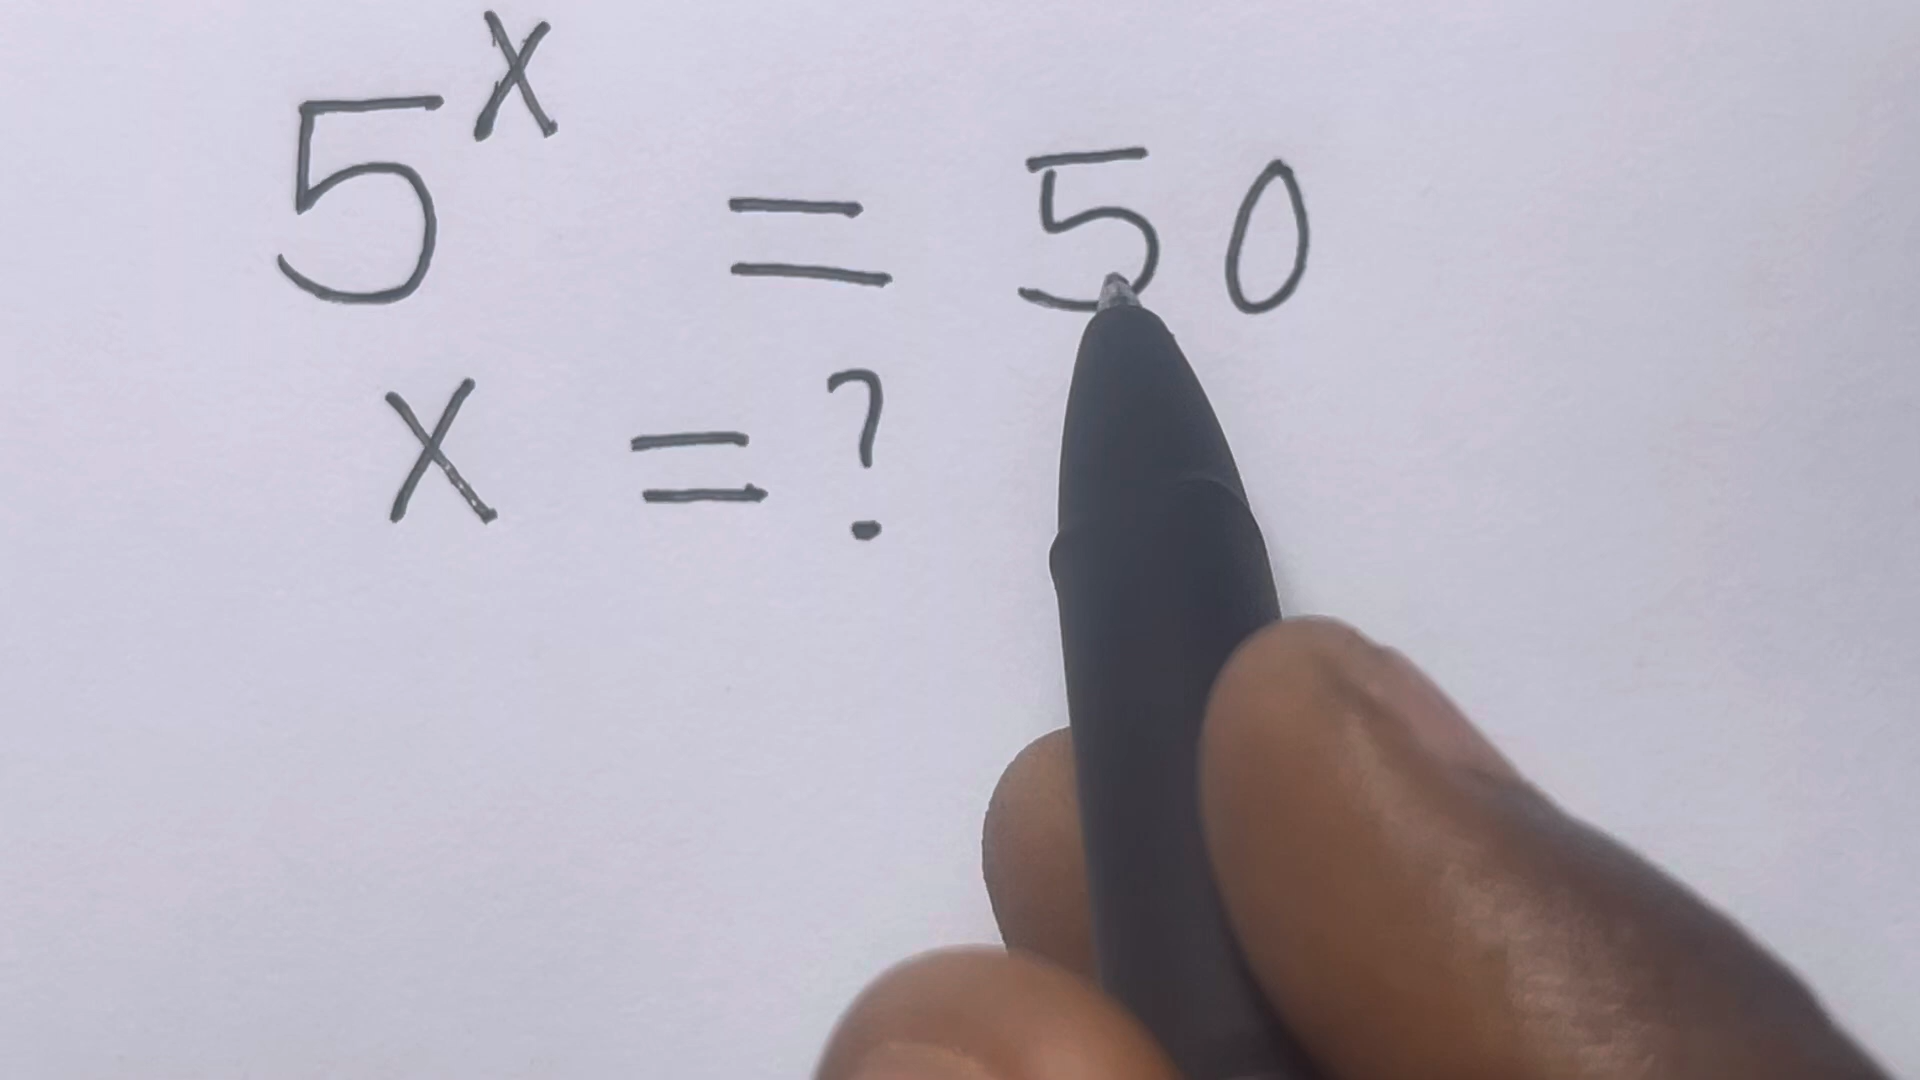 5^x = 50
x = ?